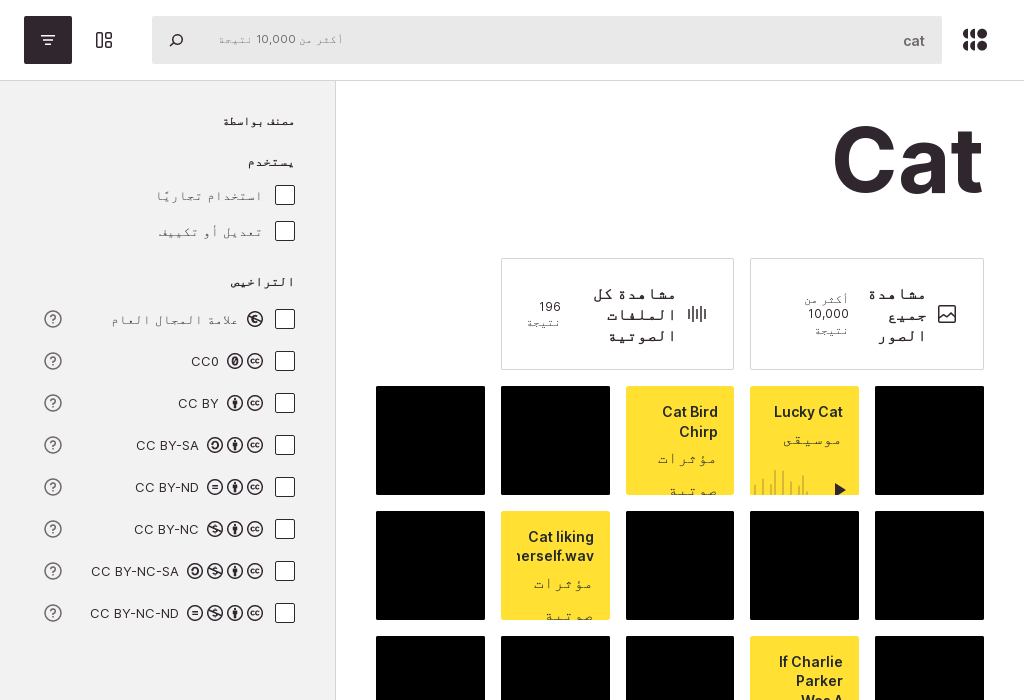 cat
أكثر من 10,000 نتيجة
مصنف بواسطة
يستخدم
استخدام تجاريًا
تعديل أو تكييف
التراخيص
علامة المجال العام
CC0
CC BY
CC BY-SA
CC BY-ND
CC BY-NC
CC BY-NC-SA
CC BY-NC-ND
Cat
مشاهدة
جميع
الصور
أكثر من
10,000
نتيجة
مشاهدة كل
الملفات
الصوتية
196
نتيجة
Lucky Cat
موسيقى
Cat Bird
Chirp
مؤثرات
صوتية
Cat liking
herself.wav
مؤثرات
صوتية
If Charlie
Parker
Was A